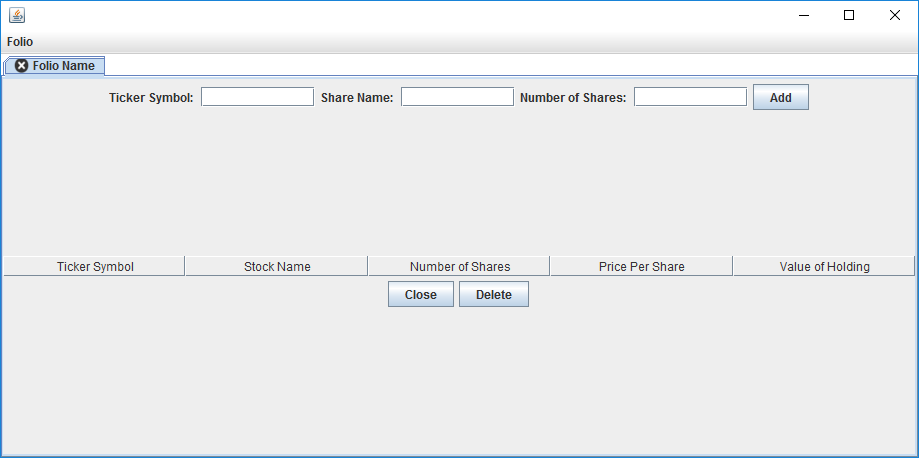 Folio
Folio Name
Ticker Symbol: Share Name: Number of Shares: Add
Ticker Symbol Stock Name Number of Shares Price Per Share Value of Holding
Close Delete